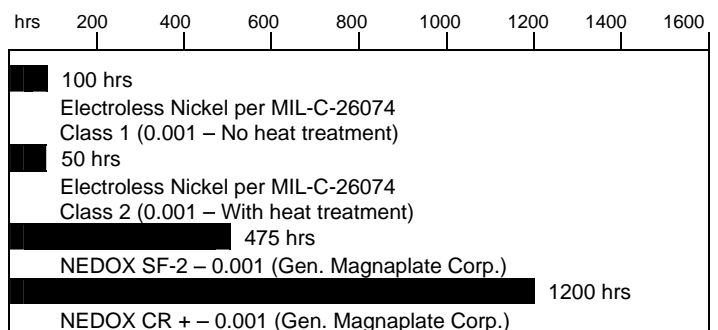 hrs 200 400 600 800 1000 1200 1400 1600
100 hrs
Electroless Nickel per MIL-C-26074
Class 1 (0.001 – No heat treatment)
50 hrs
Electroless Nickel per MIL-C-26074
Class 2 (0.001 – With heat treatment)
475 hrs
NEDOX SF-2 – 0.001 (Gen. Magnaplate Corp.)
1200 hrs
NEDOX CR + – 0.001 (Gen. Magnaplate Corp.)